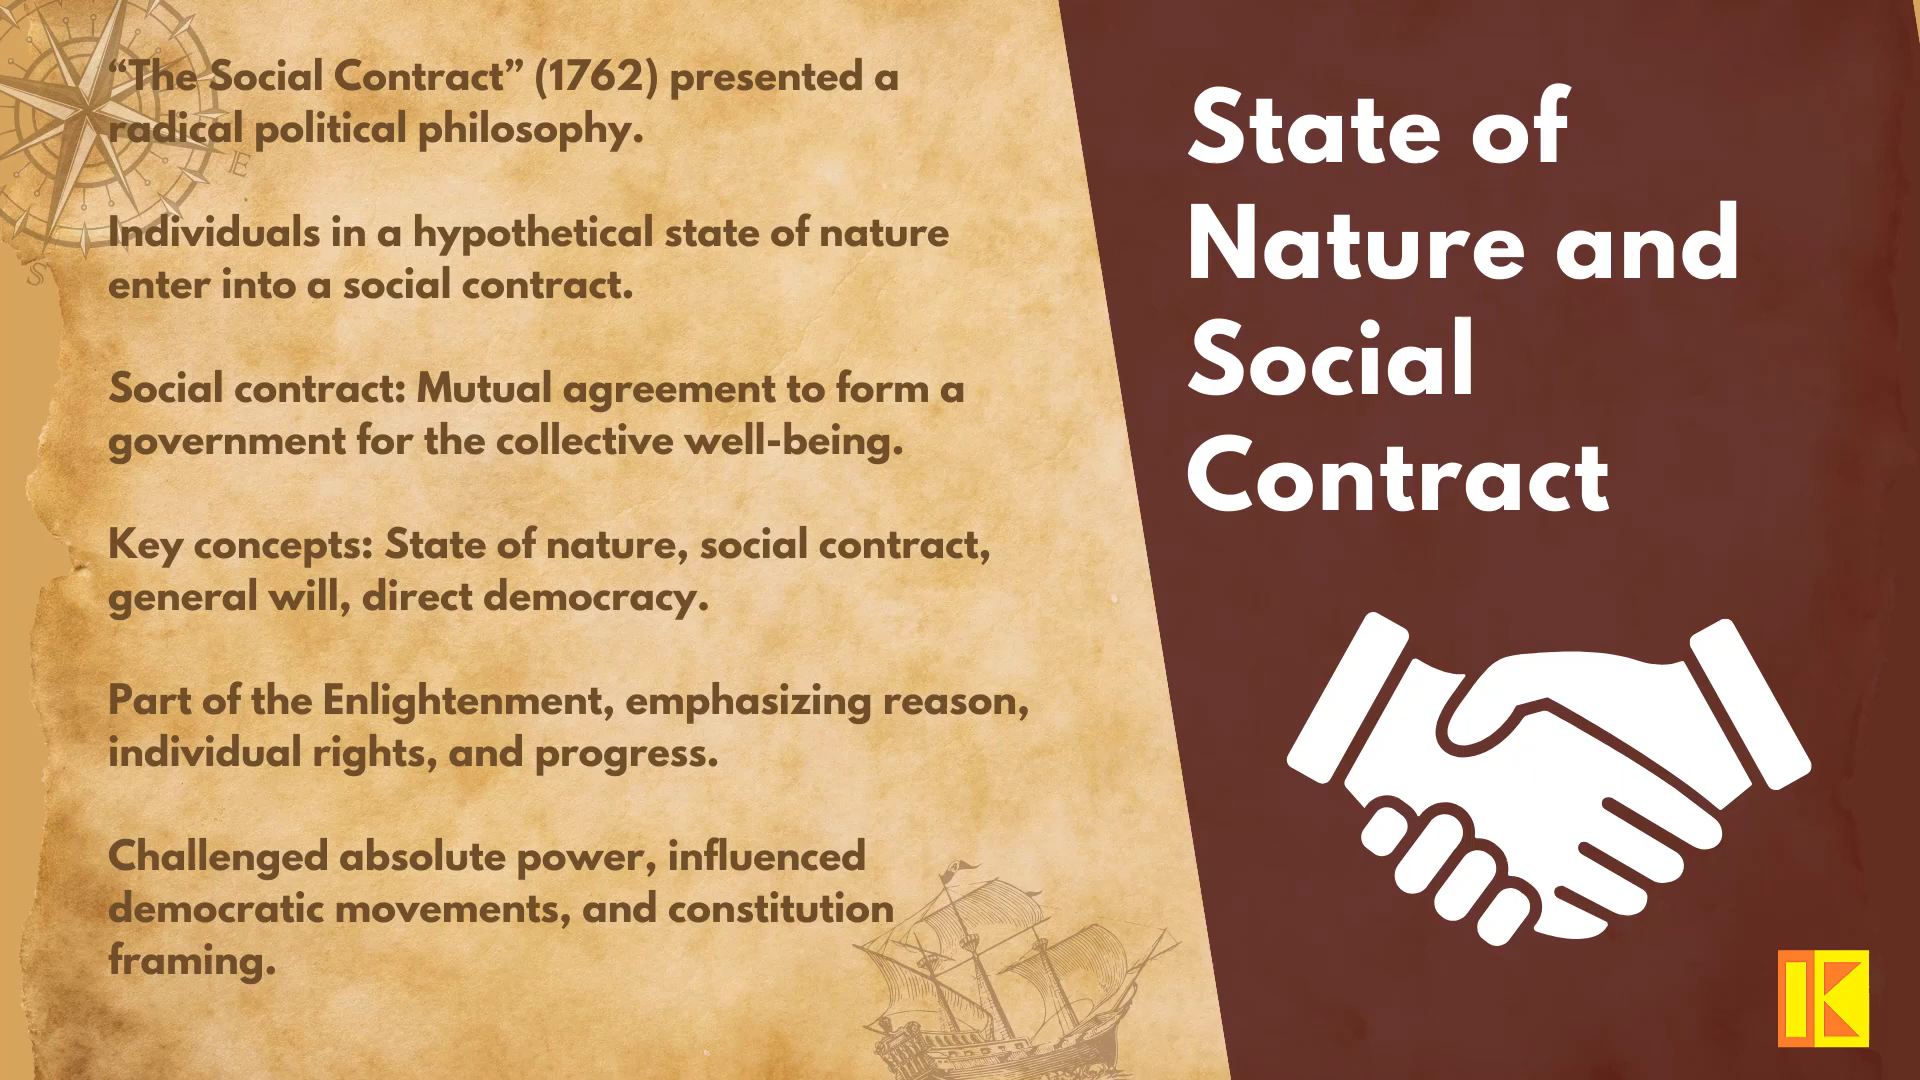 “The Social Contract” (1762) presented a
radical political philosophy.
Individuals in a hypothetical state of nature
enter into a social contract.
Social contract: Mutual agreement to form a
government for the collective well-being.
Key concepts: State of nature, social contract,
general will, direct democracy.
Part of the Enlightenment, emphasizing reason,
individual rights, and progress.
Challenged absolute power, influenced
democratic movements, and constitution
framing.
State of
Nature and
Social
Contract
E
S
IK